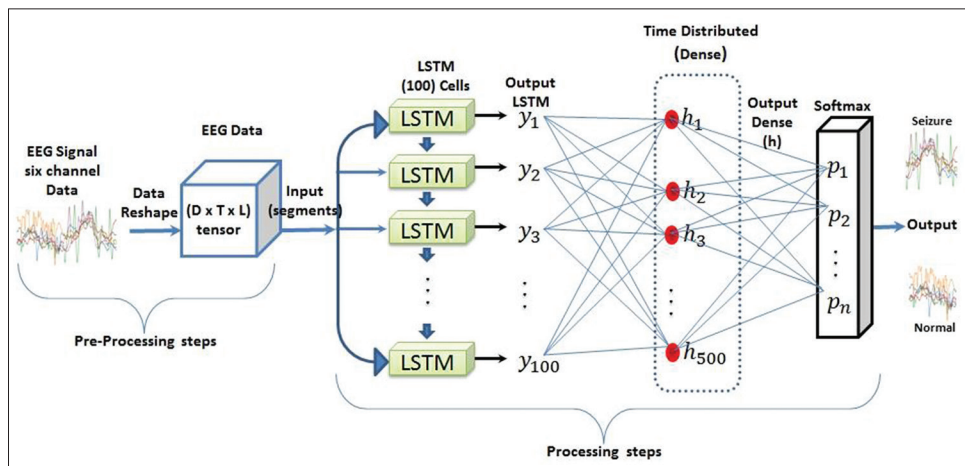 EEG Signal
six channel
Data
Data
Reshape
Pre-Processing steps
EEG Data
(D x T x L)
tensor
Input
(segments)
LSTM
(100) Cells
LSTM
LSTM
LSTM
LSTM
Output
LSTM
y1
y2
y3
y100
Time Distributed
(Dense)
h1
h2
h3
h500
Output
Dense
(h)
Softmax
p1
p2
pn
Seizure
Output
Normal
Processing steps